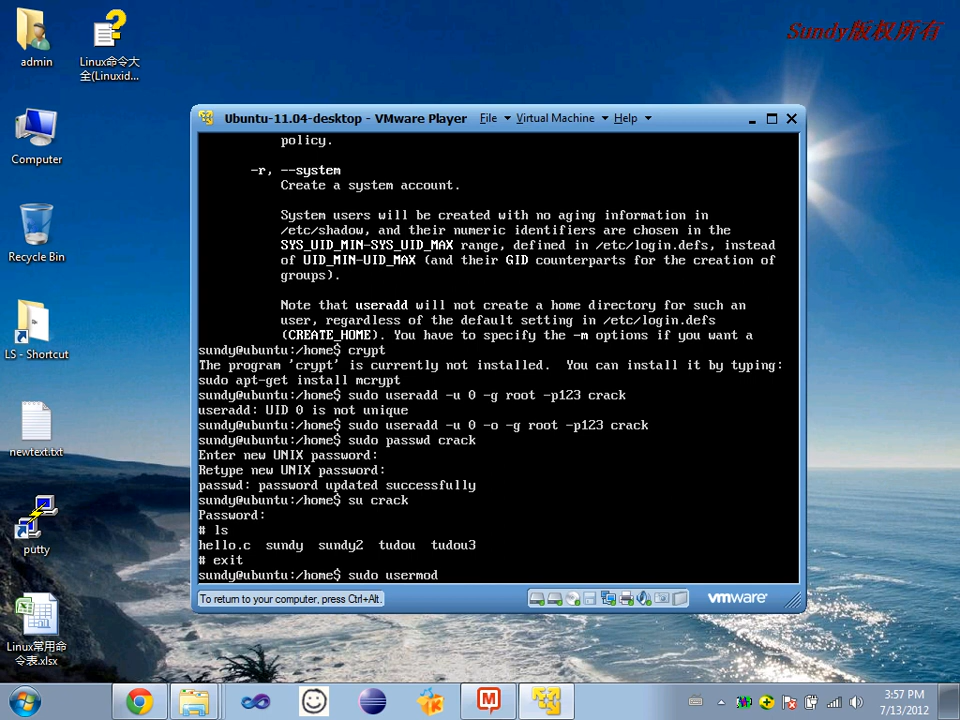 Sundy版权所有
admin
Linux命令大
全(Linuxid...
Computer
Recycle Bin
LS - Shortcut
newtext.txt
putty
Linux常用命
令表.xlsx
Ubuntu-11.04-desktop - VMware Player File Virtual Machine Help
policy.
-r, --system
Create a system account.
System users will be created with no aging information in
/etc/shadow, and their numeric identifiers are chosen in the
SYS_UID_MIN-SYS_UID_MAX range, defined in /etc/login.defs, instead
of UID_MIN-UID_MAX (and their GID counterparts for the creation of
groups).
Note that useradd will not create a home directory for such an
user, regardless of the default setting in /etc/login.defs
(CREATE_HOME). You have to specify the -m options if you want a
sundy@ubuntu:/home$ crypt
The program 'crypt' is currently not installed.  You can install it by typing:
sudo apt-get install mcrypt
sundy@ubuntu:/home$ sudo useradd -u 0 -g root -p123 crack
useradd: UID 0 is not unique
sundy@ubuntu:/home$ sudo useradd -u 0 -o -g root -p123 crack
sundy@ubuntu:/home$ sudo passwd crack
Enter new UNIX password:
Retype new UNIX password:
passwd: password updated successfully
sundy@ubuntu:/home$ su crack
Password:
# ls
hello.c  sundy  sundy2  tudou  tudou3
# exit
sundy@ubuntu:/home$ sudo usermod
To return to your computer, press Ctrl+Alt.
vmware
3:57 PM
7/13/2012